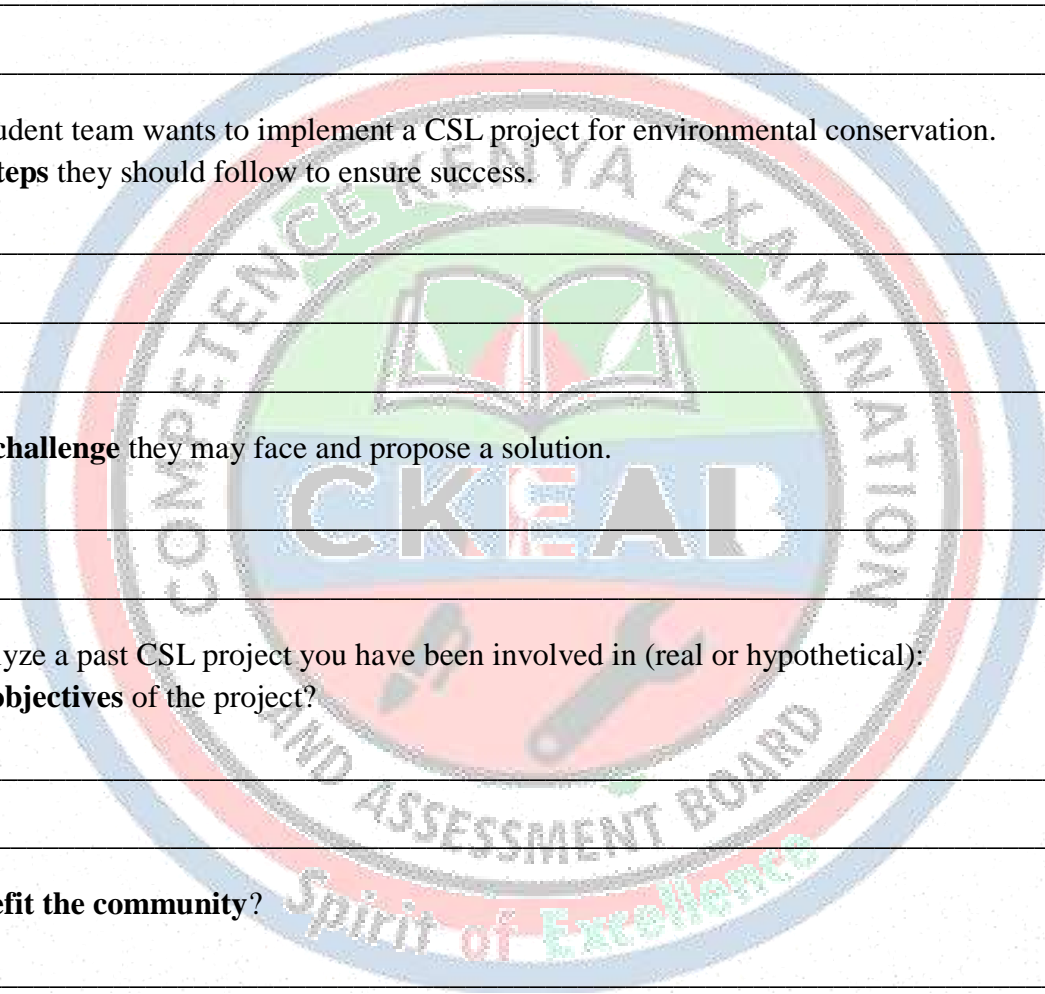 udent team wants to implement a CSL project for environmental conservation.
teps they should follow to ensure success.
challenge they may face and propose a solution.
lyze a past CSL project you have been involved in (real or hypothetical):
objectives of the project?
efit the community?
COMPETENCE KENYA EXAMINATION
CKEAB
AND ASSESSMENT BOARD
Spirit of Excellence